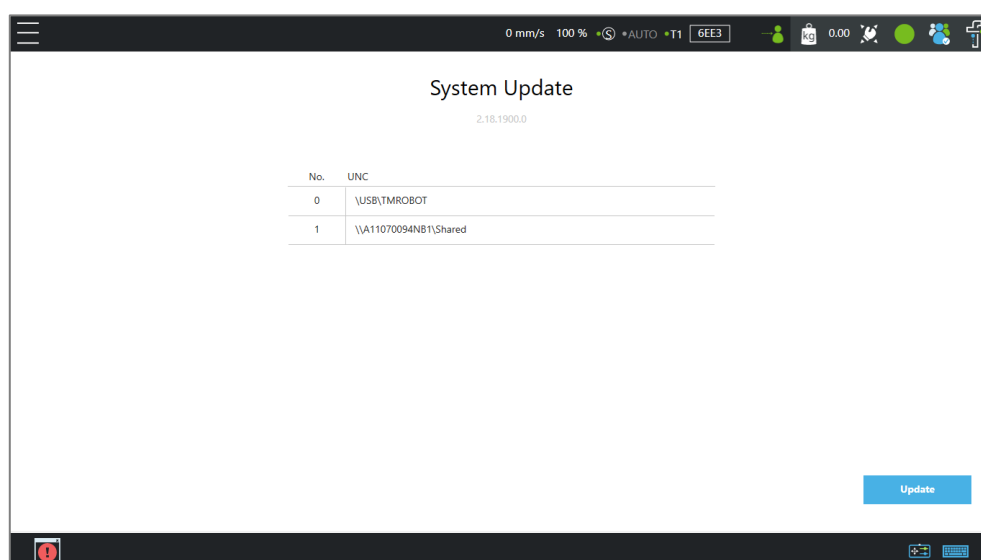 0 mm/s 100 % S AUTO T1 6EE3 kg 0.00
System Update
2.18.1900.0
No. UNC
0 \USB\TMROBOT
1 \\A11070094NB1\Shared
Update